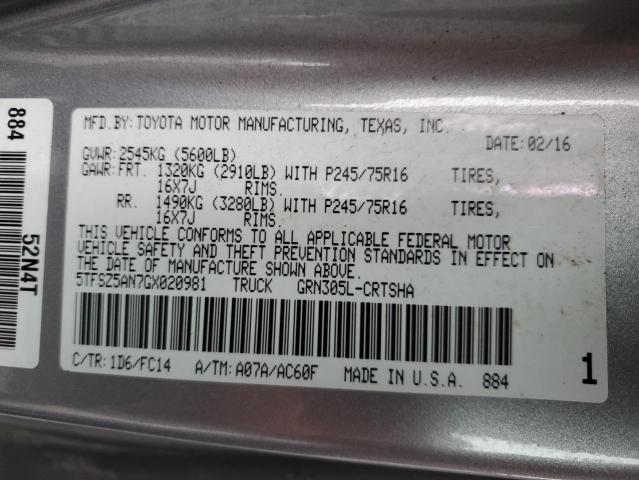 MFD. BY: TOYOTA MOTOR MANUFACTURING, TEXAS, INC.
DATE: 02/16
GVWR: 2545KG (5600LB)
GAWR: FRT. 1320KG (2910LB) WITH P245/75R16 TIRES,
16X7J RIMS.
RR. 1490KG (3280LB) WITH P245/75R16 TIRES,
16X7J RIMS.
THIS VEHICLE CONFORMS TO ALL APPLICABLE FEDERAL MOTOR
VEHICLE SAFETY AND THEFT PREVENTION STANDARDS IN EFFECT ON
THE DATE OF MANUFACTURE SHOWN ABOVE.
5TFSZ5AN7GX020981 TRUCK GRN305L-CRTSHA
C/TR: 1D6/FC14 A/TM: A07A/AC60F MADE IN U.S.A. 884
1
884
52N4T